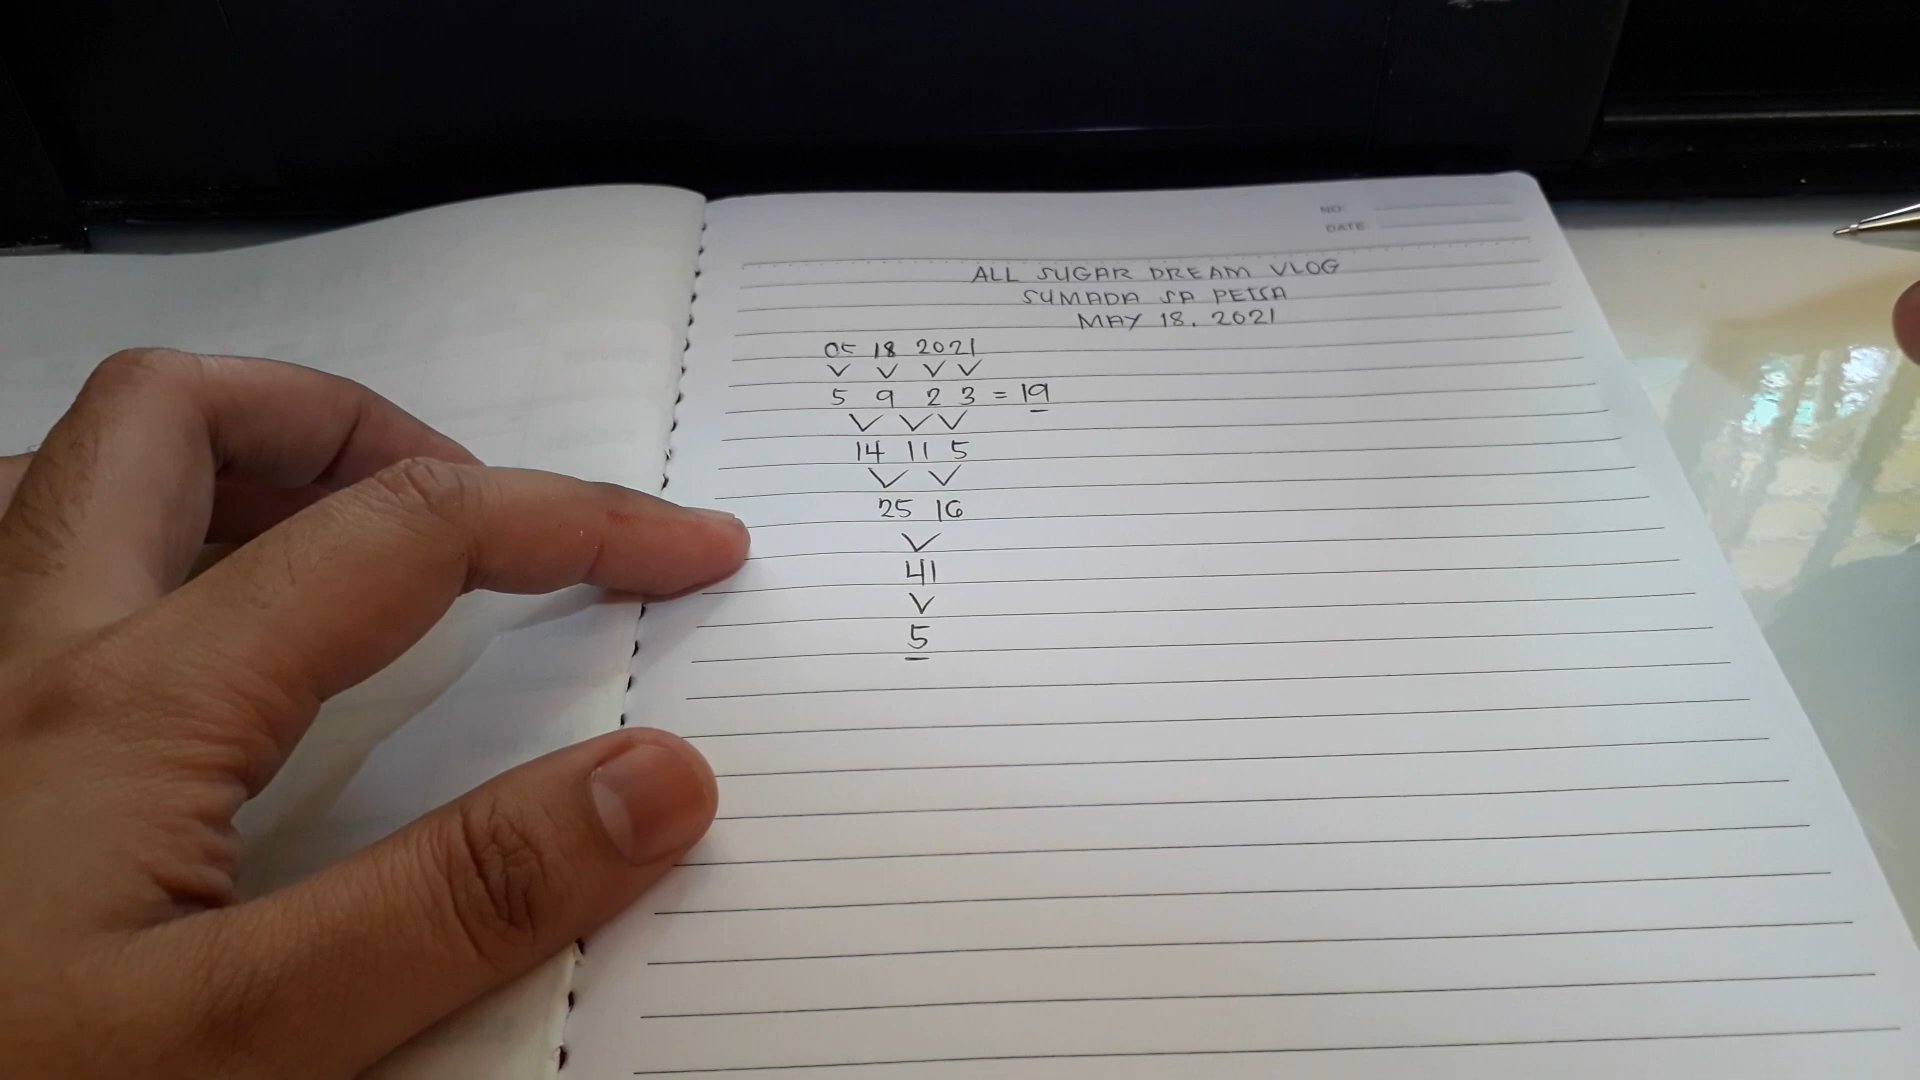 NO:
DATE:
ALL SUGAR DREAM VLOG
SUMADA SA PETSA
MAY 18, 2021
05 18 2021
5 9 2 3 = 19
14 11 5
25 16
41
5